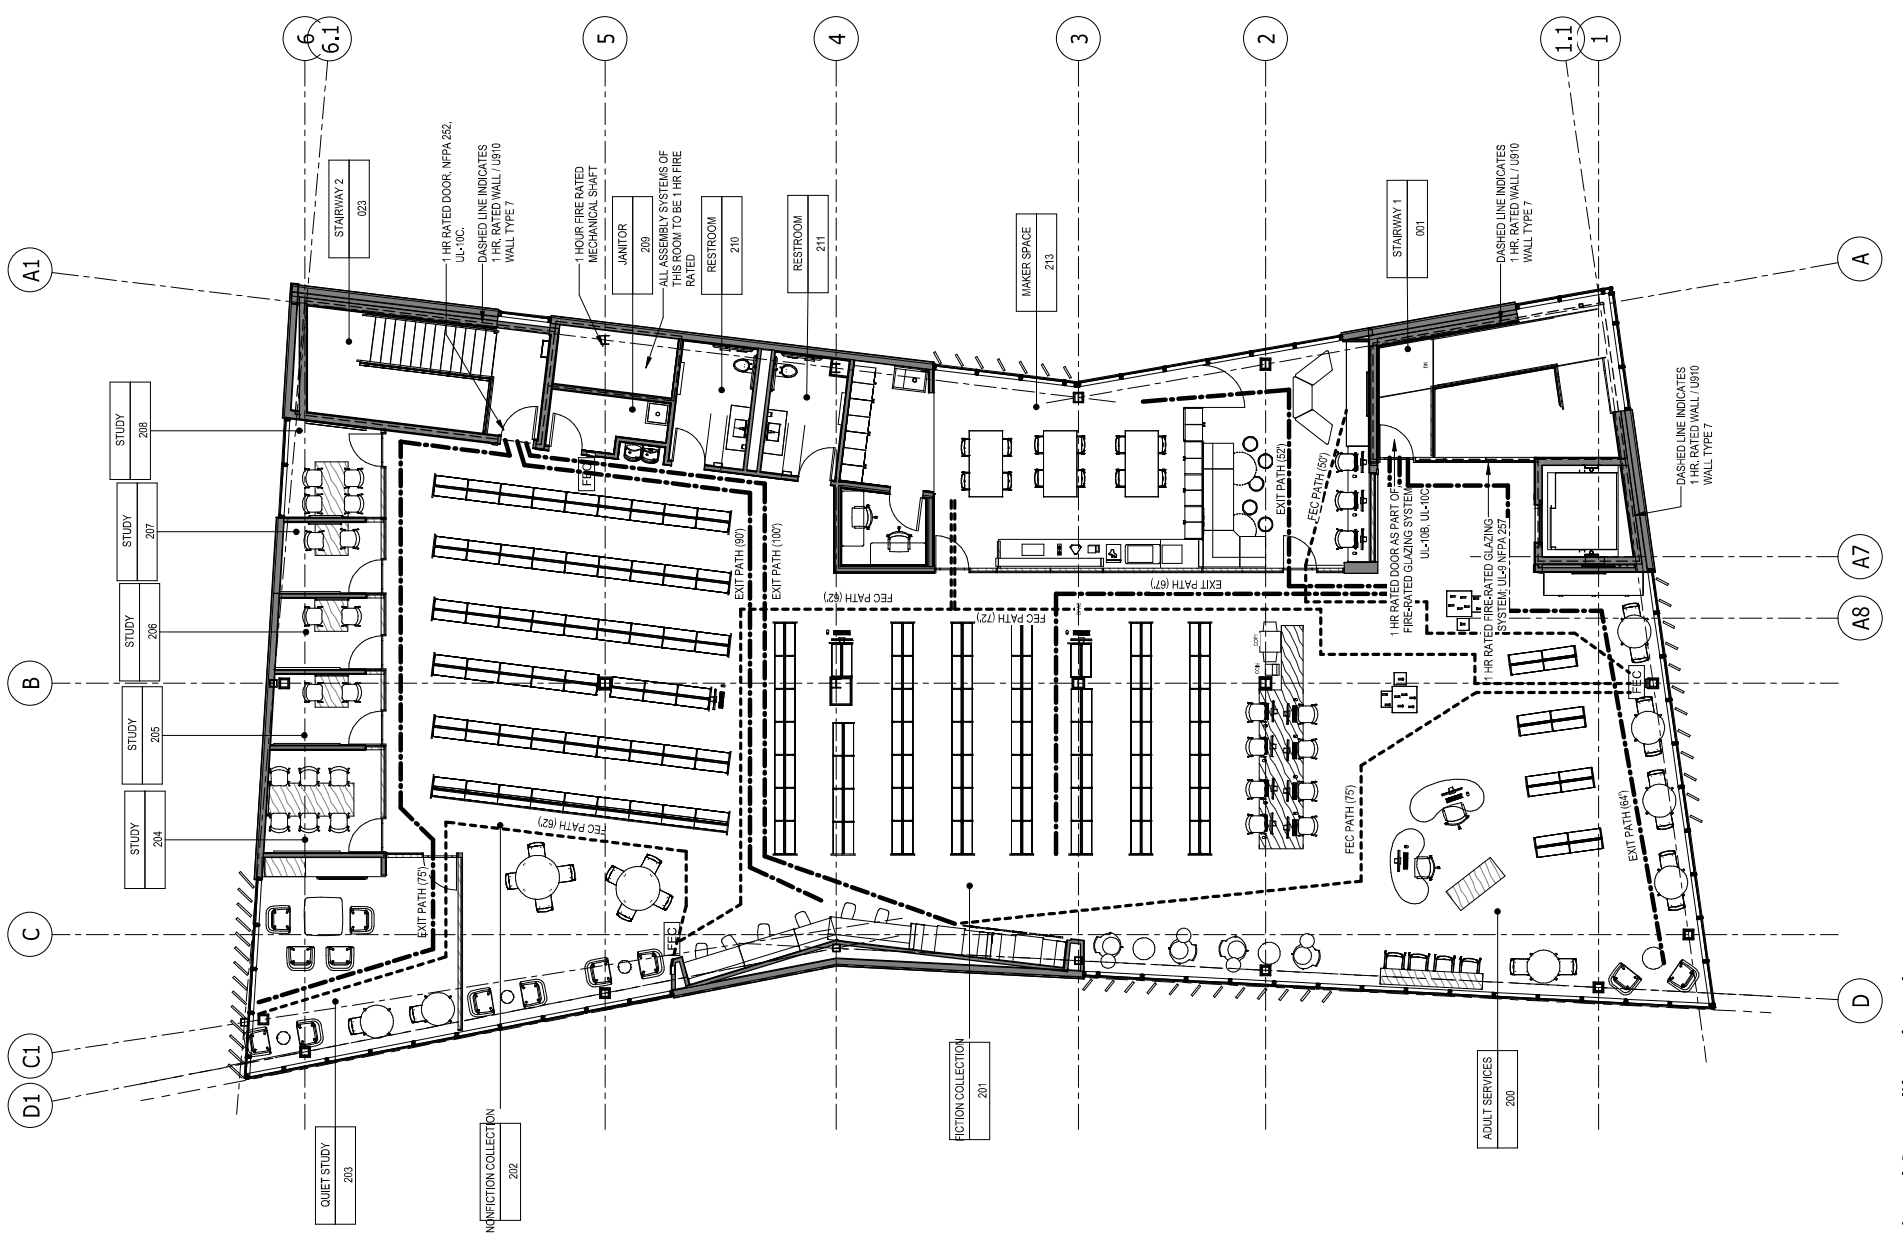 6
6.1
5
4
3
2
1.1
1
A1
A
B
C
C1
D1
D
A7
A8
STAIRWAY 2
023
1 HR RATED DOOR, NFPA 252,
UL-10C.
DASHED LINE INDICATES
1 HR. RATED WALL / U910
WALL TYPE 7
1 HOUR FIRE RATED
MECHANICAL SHAFT
JANITOR
209
ALL ASSEMBLY SYSTEMS OF
THIS ROOM TO BE 1 HR FIRE
RATED
RESTROOM
210
RESTROOM
211
MAKER SPACE
213
STAIRWAY 1
001
DASHED LINE INDICATES
1 HR. RATED WALL / U910
WALL TYPE 7
DASHED LINE INDICATES
1 HR. RATED WALL / U910
WALL TYPE 7
STUDY
208
STUDY
207
STUDY
206
STUDY
205
STUDY
204
FEC
DN
EXIT PATH (90')
EXIT PATH (100')
EXIT PATH (52')
FEC PATH (50')
EXIT PATH (67')
FEC PATH (62')
FEC PATH (72')
1 HR RATED DOOR AS PART OF
FIRE-RATED GLAZING SYSTEM
UL-10B, UL-10C
1 HR RATED FIRE-RATED GLAZING
SYSTEM; UL-9 NFPA 257
COPY
COIN
FEC
FEC PATH (62')
FEC PATH (75')
EXIT PATH (64')
EXIT PATH (75')
FEC
QUIET STUDY
203
NONFICTION COLLECTION
202
FICTION COLLECTION
201
ADULT SERVICES
200